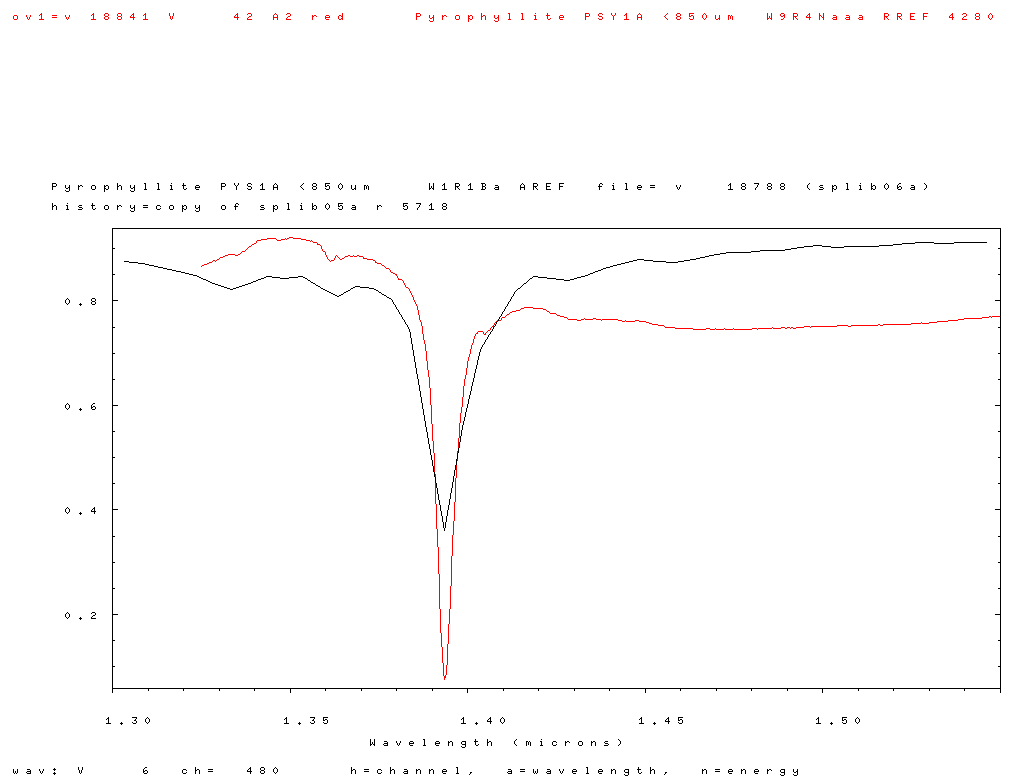 ov1=v 18841 V 42 A2 red Pyrophyllite PSY1A <850um W9R4Naaa RREF 4280
Pyrophyllite PYS1A <850um W1R1Ba AREF file= v 18788 (splib06a)
history=copy of splib05a r 5718
0.8
0.6
0.4
0.2
1.30 1.35 1.40 1.45 1.50
Wavelength (microns)
wav: V 6 ch= 480 h=channel, a=wavelength, n=energy